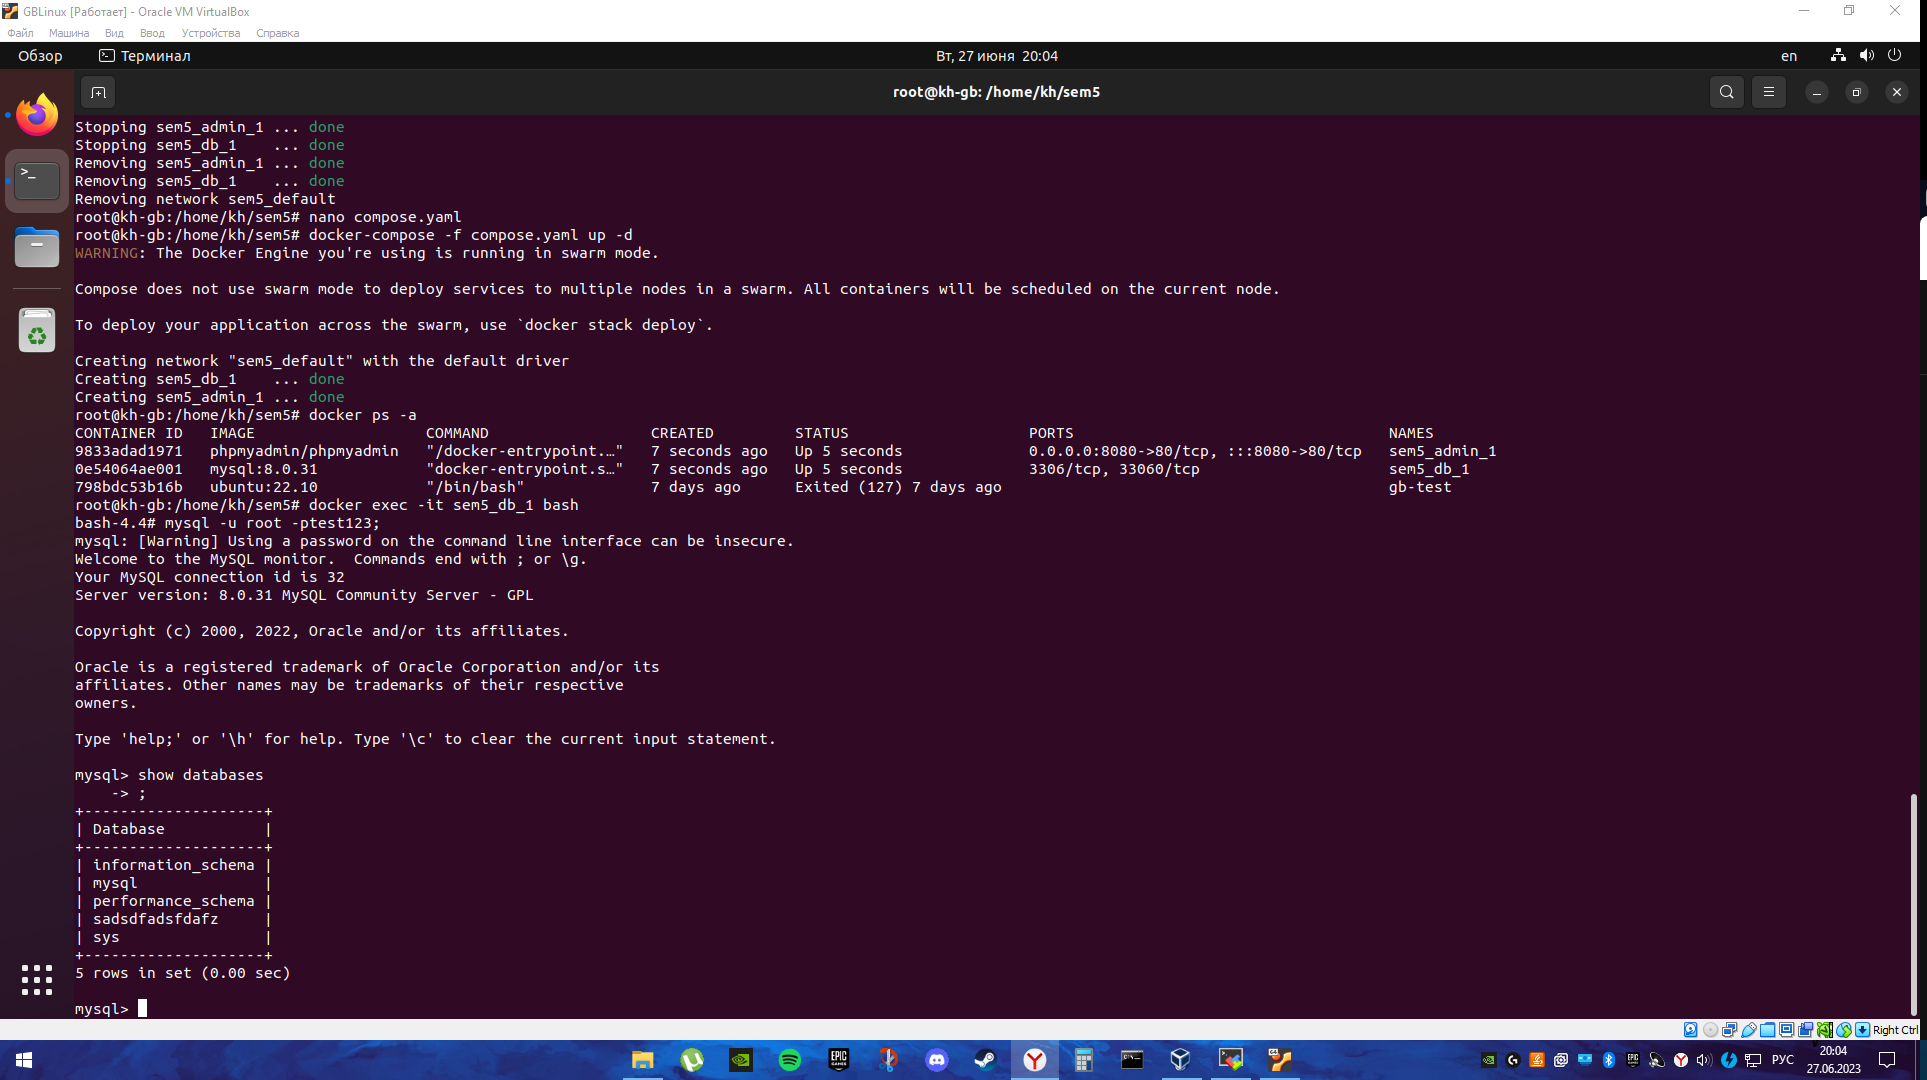 GBLinux [Работает] - Oracle VM VirtualBox
Файл Машина Вид Ввод Устройства Справка
Обзор Терминал Вт, 27 июня 20:04 en
root@kh-gb: /home/kh/sem5
Stopping sem5_admin_1 ... done
Stopping sem5_db_1    ... done
Removing sem5_admin_1 ... done
Removing sem5_db_1    ... done
Removing network sem5_default
root@kh-gb:/home/kh/sem5# nano compose.yaml
root@kh-gb:/home/kh/sem5# docker-compose -f compose.yaml up -d
WARNING: The Docker Engine you're using is running in swarm mode.
Compose does not use swarm mode to deploy services to multiple nodes in a swarm. All containers will be scheduled on the current node.
To deploy your application across the swarm, use `docker stack deploy`.
Creating network "sem5_default" with the default driver
Creating sem5_db_1    ... done
Creating sem5_admin_1 ... done
root@kh-gb:/home/kh/sem5# docker ps -a
CONTAINER ID   IMAGE                   COMMAND                  CREATED         STATUS                    PORTS                                   NAMES
9833adad1971   phpmyadmin/phpmyadmin   "/docker-entrypoint.…"   7 seconds ago   Up 5 seconds              0.0.0.0:8080->80/tcp, :::8080->80/tcp   sem5_admin_1
0e54064ae001   mysql:8.0.31            "docker-entrypoint.s…"   7 seconds ago   Up 5 seconds              3306/tcp, 33060/tcp                     sem5_db_1
798bdc53b16b   ubuntu:22.10            "/bin/bash"              7 days ago      Exited (127) 7 days ago                                           gb-test
root@kh-gb:/home/kh/sem5# docker exec -it sem5_db_1 bash
bash-4.4# mysql -u root -ptest123;
mysql: [Warning] Using a password on the command line interface can be insecure.
Welcome to the MySQL monitor.  Commands end with ; or \g.
Your MySQL connection id is 32
Server version: 8.0.31 MySQL Community Server - GPL
Copyright (c) 2000, 2022, Oracle and/or its affiliates.
Oracle is a registered trademark of Oracle Corporation and/or its
affiliates. Other names may be trademarks of their respective
owners.
Type 'help;' or '\h' for help. Type '\c' to clear the current input statement.
mysql> show databases
    -> ;
+--------------------+
| Database           |
+--------------------+
| information_schema |
| mysql              |
| performance_schema |
| sadsdfadsfdafz     |
| sys                |
+--------------------+
5 rows in set (0.00 sec)
mysql>
Right Ctrl
РУС 20:04
27.06.2023